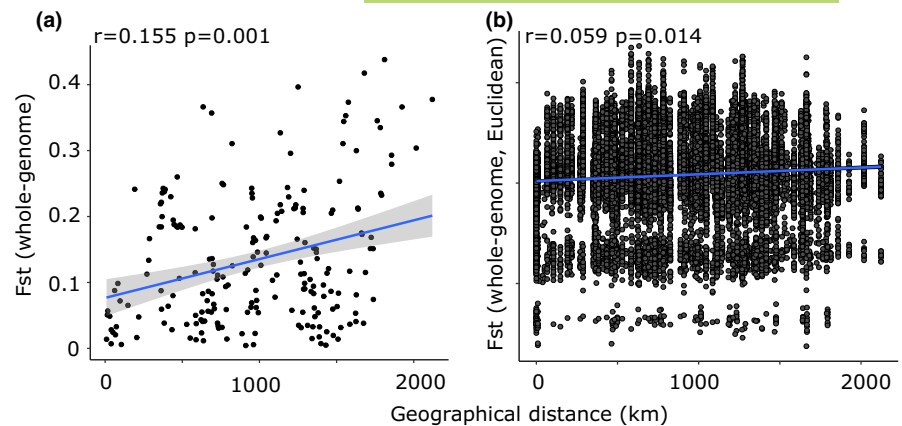 (a)
r=0.155 p=0.001
Fst (whole-genome)
0.4
0.3
0.2
0.1
0
0
1000
2000
(b)
r=0.059 p=0.014
Fst (whole-genome, Euclidean)
0
1000
2000
Geographical distance (km)